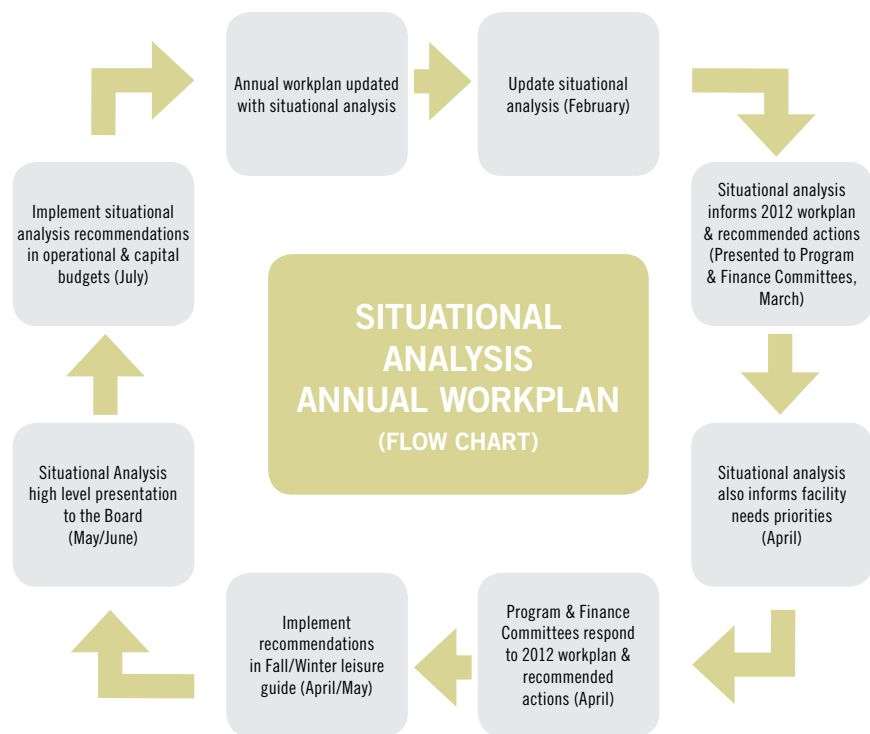 Annual workplan updated
with situational analysis
Update situational
analysis (February)
Situational analysis
informs 2012 workplan
& recommended actions
(Presented to Program
& Finance Committees,
March)
Situational analysis
also informs facility
needs priorities
(April)
Program & Finance
Committees respond
to 2012 workplan &
recommended
actions (April)
Implement
recommendations
in Fall/Winter leisure
guide (April/May)
Situational Analysis
high level presentation
to the Board
(May/June)
Implement situational
analysis recommendations
in operational & capital
budgets (July)
SITUATIONAL
ANALYSIS
ANNUAL WORKPLAN
(FLOW CHART)